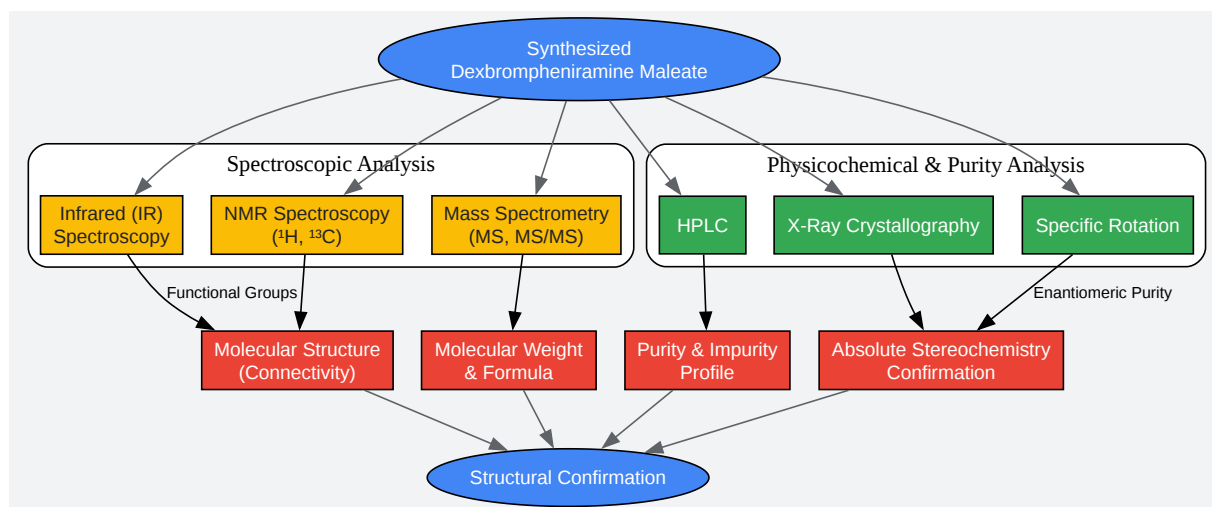 Synthesized
Dexbrompheniramine Maleate
Spectroscopic Analysis
Physicochemical & Purity Analysis
Infrared (IR)
Spectroscopy
NMR Spectroscopy
(¹H, ¹³C)
Mass Spectrometry
(MS, MS/MS)
HPLC
X-Ray Crystallography
Specific Rotation
Functional Groups
Enantiomeric Purity
Molecular Structure
(Connectivity)
Molecular Weight
& Formula
Purity & Impurity
Profile
Absolute Stereochemistry
Confirmation
Structural Confirmation